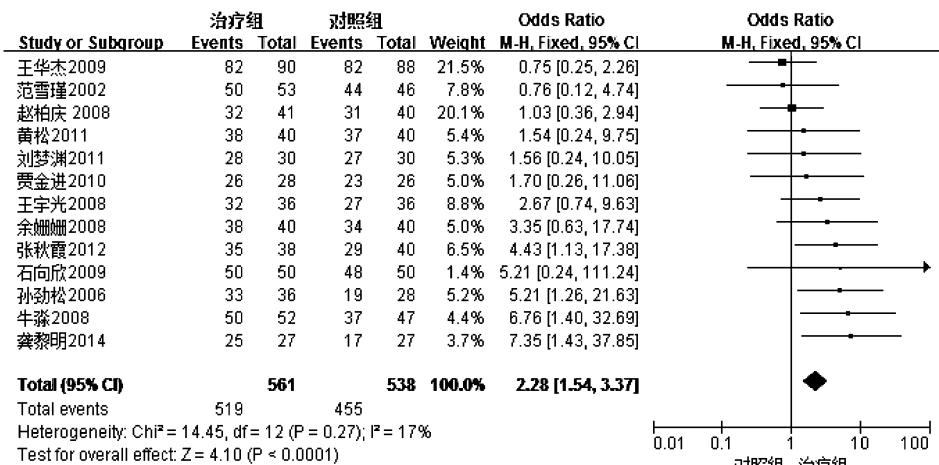 治疗组 对照组 Odds Ratio Odds Ratio
Study or Subgroup Events Total Events Total Weight M-H, Fixed, 95% CI M-H, Fixed, 95% CI
王华杰2009 82 90 82 88 21.5% 0.75 [0.25, 2.26]
范雪瑾2002 50 53 44 46 7.8% 0.76 [0.12, 4.74]
赵柏庆 2008 32 41 31 40 20.1% 1.03 [0.36, 2.94]
黄松2011 38 40 37 40 5.4% 1.54 [0.24, 9.75]
刘梦渊2011 28 30 27 30 5.3% 1.56 [0.24, 10.05]
贾金进2010 26 28 23 26 5.0% 1.70 [0.26, 11.06]
王宇光2008 32 36 27 36 8.8% 2.67 [0.74, 9.63]
余姗姗2008 38 40 34 40 5.0% 3.35 [0.63, 17.74]
张秋霞2012 35 38 29 40 6.5% 4.43 [1.13, 17.38]
石向欣2009 50 50 48 50 1.4% 5.21 [0.24, 111.24]
孙劲松2006 33 36 19 28 5.2% 5.21 [1.26, 21.63]
牛淼2008 50 52 37 47 4.4% 6.76 [1.40, 32.69]
龚黎明2014 25 27 17 27 3.7% 7.35 [1.43, 37.85]
Total (95% CI) 561 538 100.0% 2.28 [1.54, 3.37]
Total events 519 455
Heterogeneity: Chi² = 14.45, df = 12 (P = 0.27); I² = 17%
Test for overall effect: Z = 4.10 (P < 0.0001)
0.01 0.1 1 10 100
对照组 治疗组